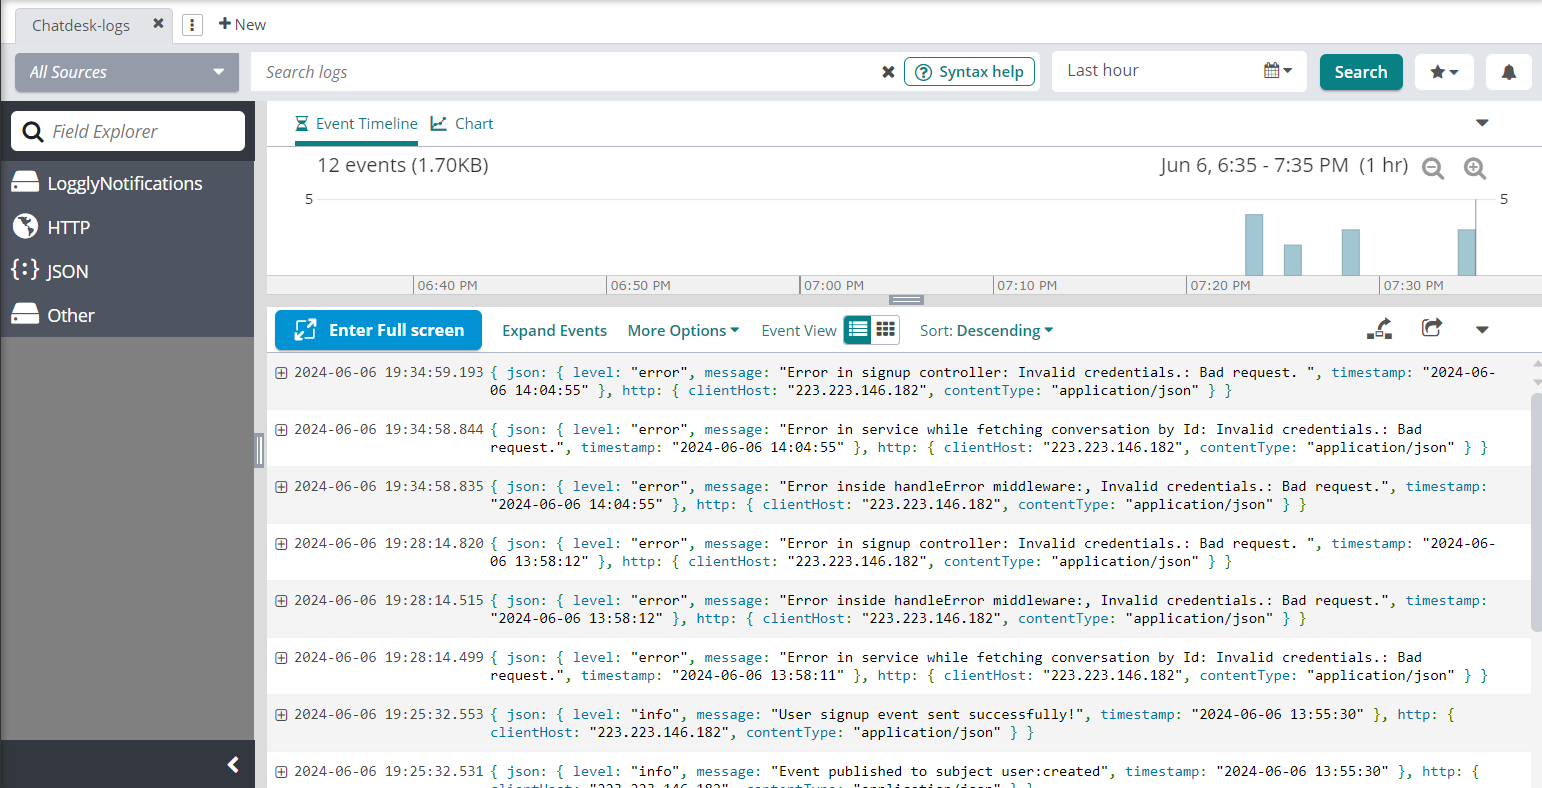 Chatdesk-logs
New
All Sources
Search logs
Syntax help
Last hour
Search
Field Explorer
LogglyNotifications
HTTP
JSON
Other
Event Timeline
Chart
12 events (1.70KB)
Jun 6, 6:35 - 7:35 PM (1 hr)
5
5
06:40 PM
06:50 PM
07:00 PM
07:10 PM
07:20 PM
07:30 PM
Enter Full screen
Expand Events
More Options
Event View
Sort: Descending
2024-06-06 19:34:59.193 { json: { level: "error", message: "Error in signup controller: Invalid credentials.: Bad request. ", timestamp: "2024-06-
06 14:04:55" }, http: { clientHost: "223.223.146.182", contentType: "application/json" } }
2024-06-06 19:34:58.844 { json: { level: "error", message: "Error in service while fetching conversation by Id: Invalid credentials.: Bad
request.", timestamp: "2024-06-06 14:04:55" }, http: { clientHost: "223.223.146.182", contentType: "application/json" } }
2024-06-06 19:34:58.835 { json: { level: "error", message: "Error inside handleError middleware:, Invalid credentials.: Bad request.", timestamp:
"2024-06-06 14:04:55" }, http: { clientHost: "223.223.146.182", contentType: "application/json" } }
2024-06-06 19:28:14.820 { json: { level: "error", message: "Error in signup controller: Invalid credentials.: Bad request. ", timestamp: "2024-06-
06 13:58:12" }, http: { clientHost: "223.223.146.182", contentType: "application/json" } }
2024-06-06 19:28:14.515 { json: { level: "error", message: "Error inside handleError middleware:, Invalid credentials.: Bad request.", timestamp:
"2024-06-06 13:58:12" }, http: { clientHost: "223.223.146.182", contentType: "application/json" } }
2024-06-06 19:28:14.499 { json: { level: "error", message: "Error in service while fetching conversation by Id: Invalid credentials.: Bad
request.", timestamp: "2024-06-06 13:58:11" }, http: { clientHost: "223.223.146.182", contentType: "application/json" } }
2024-06-06 19:25:32.553 { json: { level: "info", message: "User signup event sent successfully!", timestamp: "2024-06-06 13:55:30" }, http: {
clientHost: "223.223.146.182", contentType: "application/json" } }
2024-06-06 19:25:32.531 { json: { level: "info", message: "Event published to subject user:created", timestamp: "2024-06-06 13:55:30" }, http: {
clientHost: "223.223.146.182", contentType: "application/json" } }